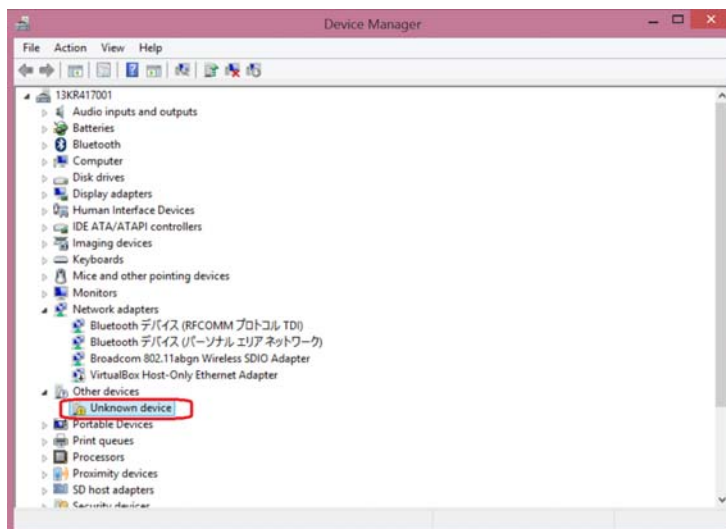 Device Manager
File Action View Help
13KR417001
Audio inputs and outputs
Batteries
Bluetooth
Computer
Disk drives
Display adapters
Human Interface Devices
IDE ATA/ATAPI controllers
Imaging devices
Keyboards
Mice and other pointing devices
Monitors
Network adapters
Bluetooth デバイス (RFCOMM プロトコル TDI)
Bluetooth デバイス (パーソナル エリア ネットワーク)
Broadcom 802.11abgn Wireless SDIO Adapter
VirtualBox Host-Only Ethernet Adapter
Other devices
Unknown device
Portable Devices
Print queues
Processors
Proximity devices
SD host adapters
Security devices